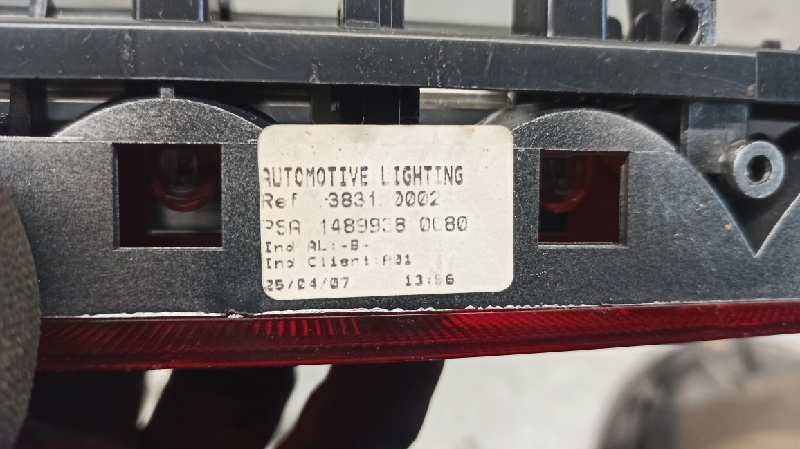 AUTOMOTIVE LIGHTING
Ref 3831 0002
PSA 1489938 0080
Ind AL:-B-
Ind Client:A01
25/04/07 13:56